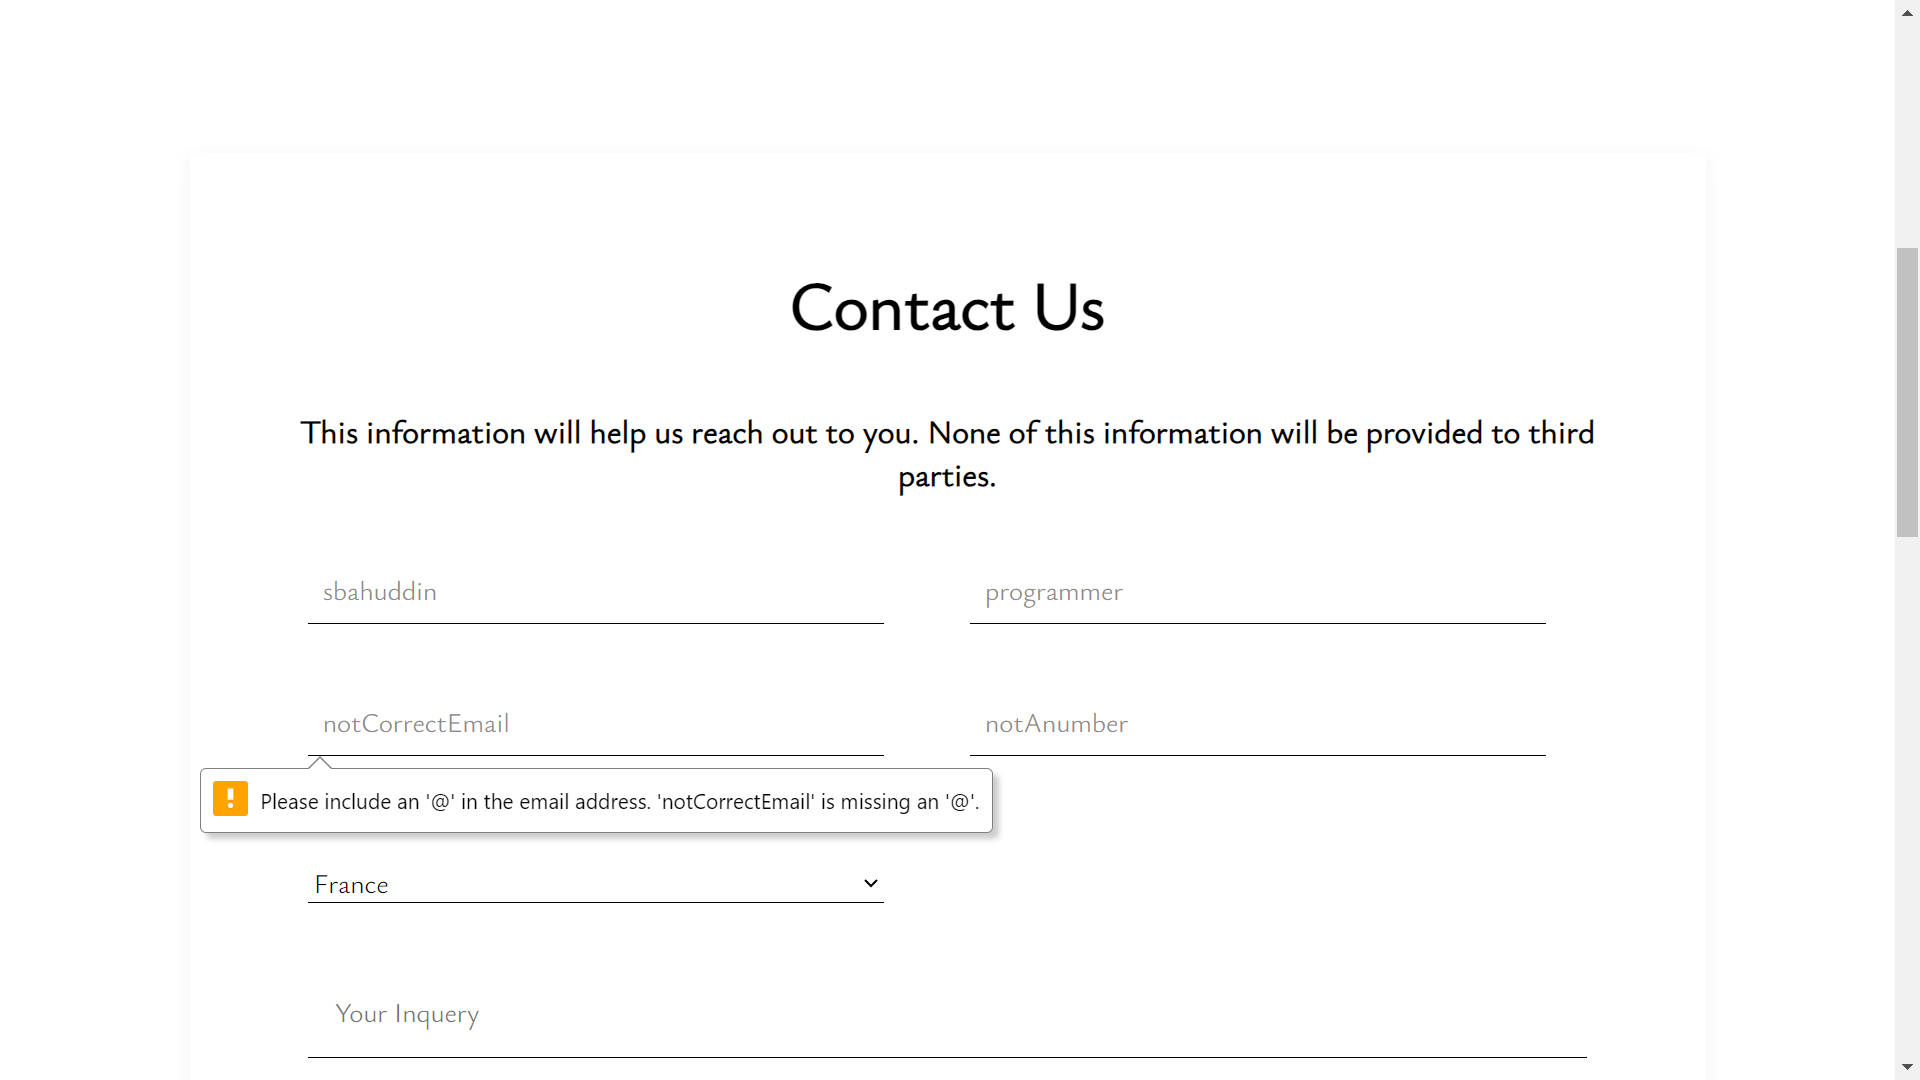 Contact Us
This information will help us reach out to you. None of this information will be provided to third
parties.
sbahuddin
programmer
notCorrectEmail
notAnumber
Please include an '@' in the email address. 'notCorrectEmail' is missing an '@'.
France
Your Inquery